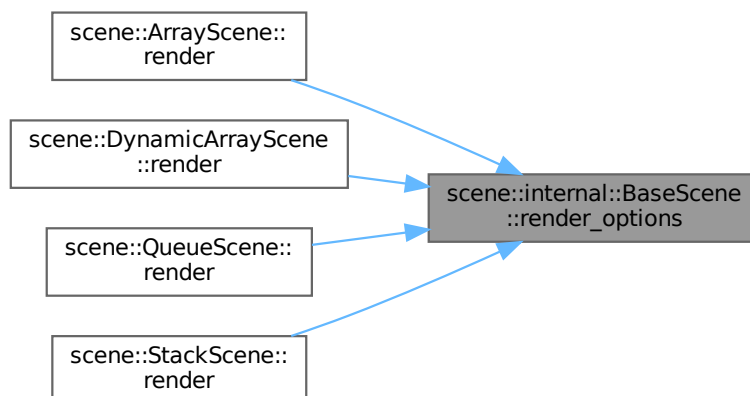 scene::ArrayScene::
render
scene::DynamicArrayScene
::render
scene::internal::BaseScene
::render_options
scene::QueueScene::
render
scene::StackScene::
render